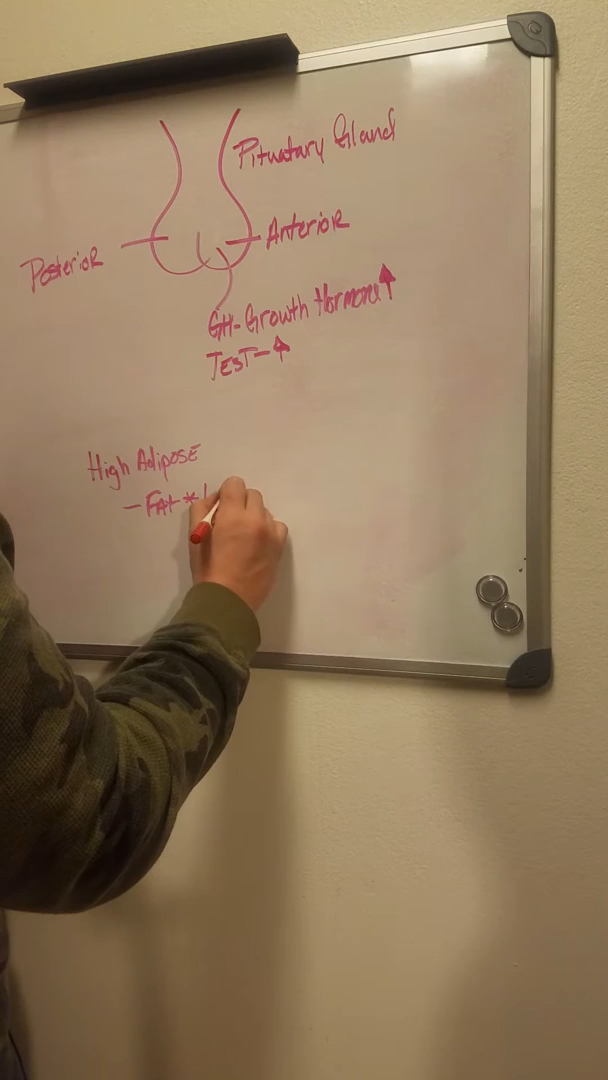 Pituatary Gland
Posterior
Anterior
GH-Growth Hormone↑
TEST-↑
High Adipose
- FAt *